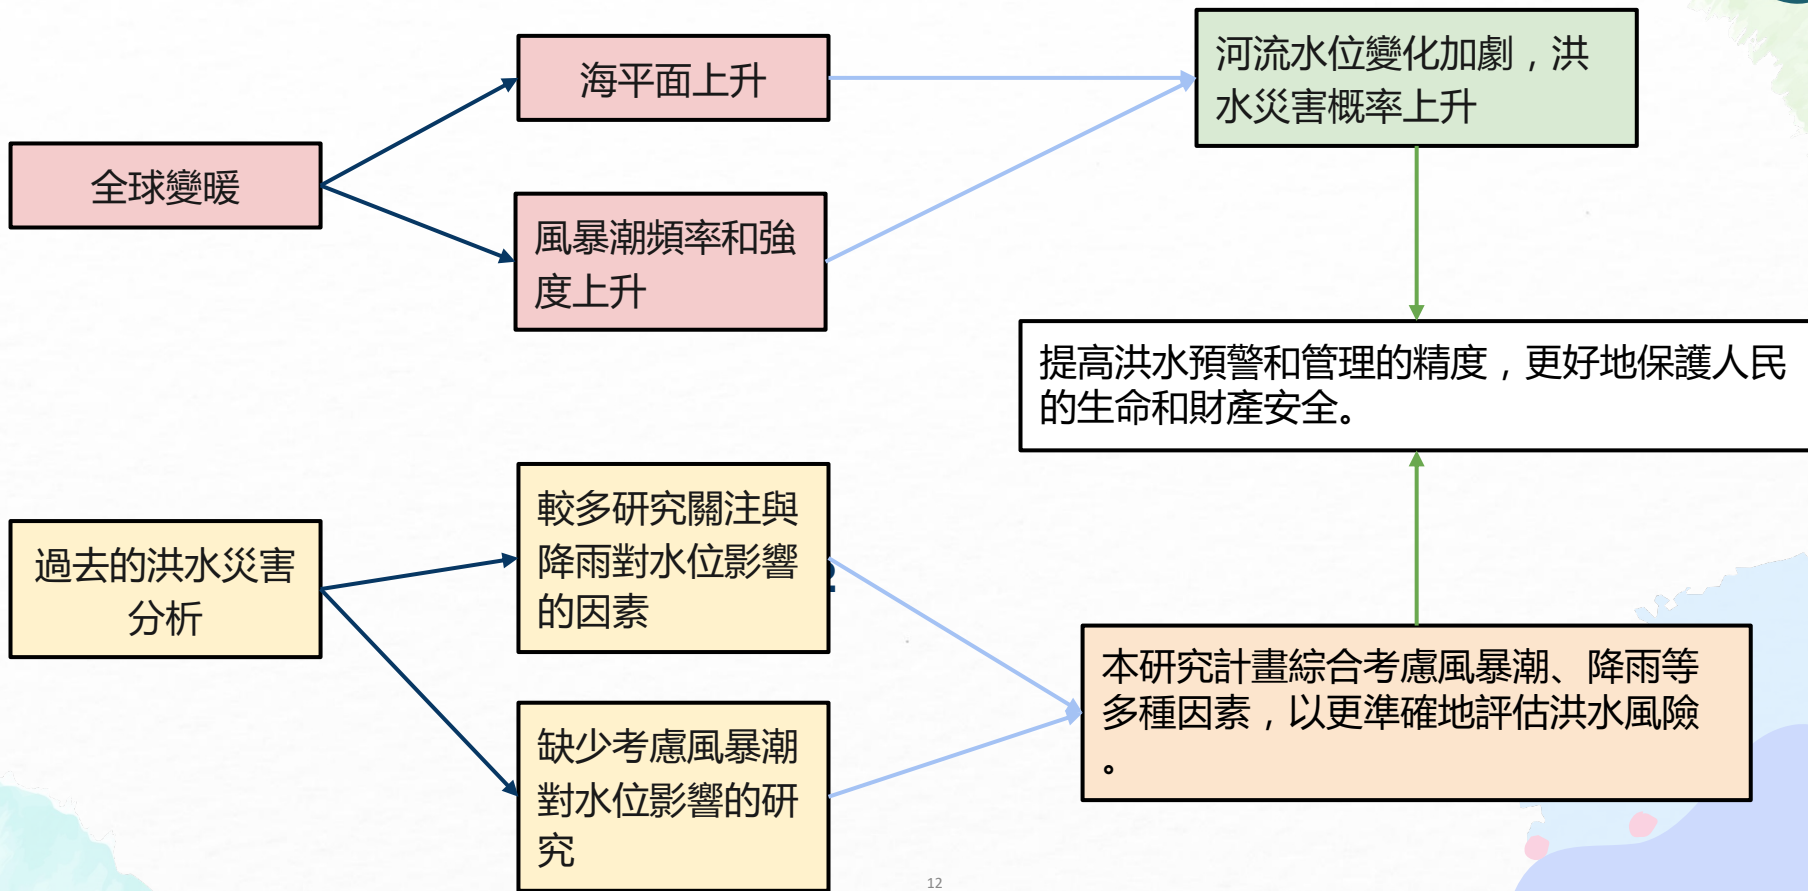 全球變暖
海平面上升
風暴潮頻率和強
度上升
河流水位變化加劇，洪
水災害概率上升
提高洪水預警和管理的精度，更好地保護人民
的生命和財產安全。
過去的洪水災害
分析
較多研究關注與
降雨對水位影響
的因素
缺少考慮風暴潮
對水位影響的研
究
本研究計畫綜合考慮風暴潮、降雨等
多種因素，以更準確地評估洪水風險
。
12